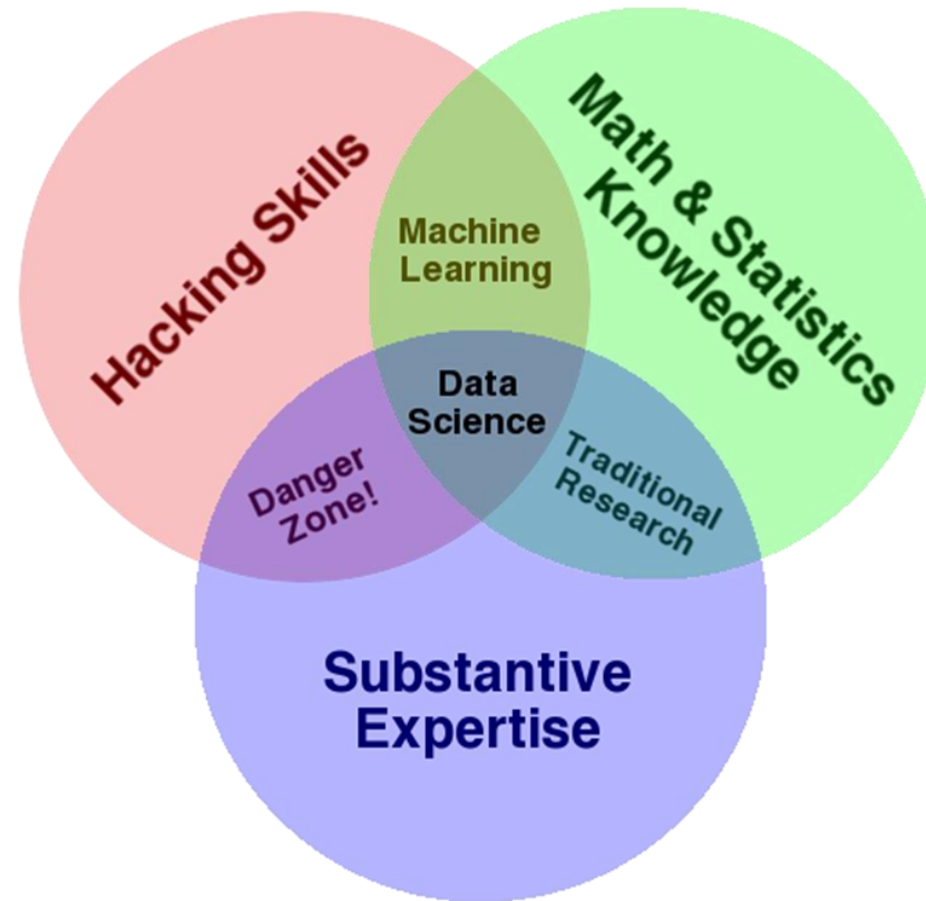 Hacking Skills
Math & Statistics
Knowledge
Machine
Learning
Data
Science
Danger
Zone!
Traditional
Research
Substantive
Expertise